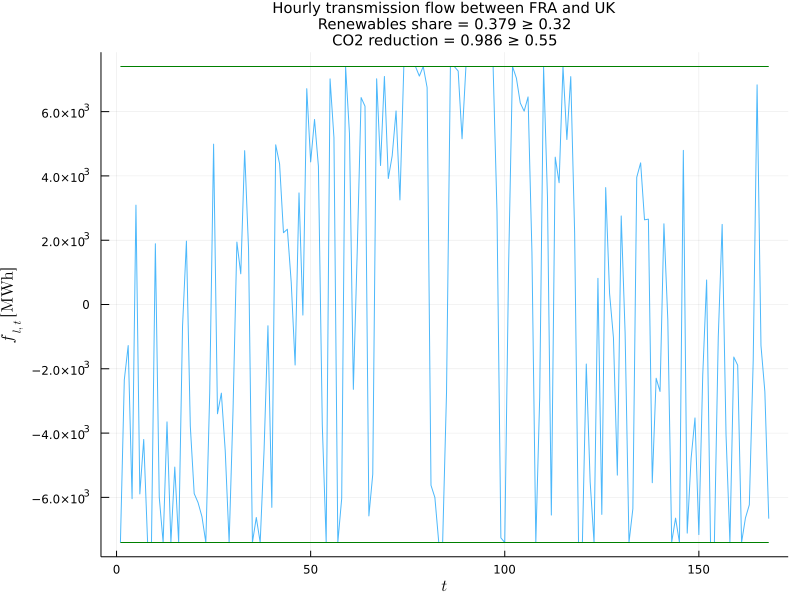 Hourly transmission flow between FRA and UK
Renewables share = 0.379 ≥ 0.32
CO2 reduction = 0.986 ≥ 0.55
6.0×10³
4.0×10³
2.0×10³
0
−2.0×10³
−4.0×10³
−6.0×10³
f_{l,t} [MWh]
0 50 100 150
t